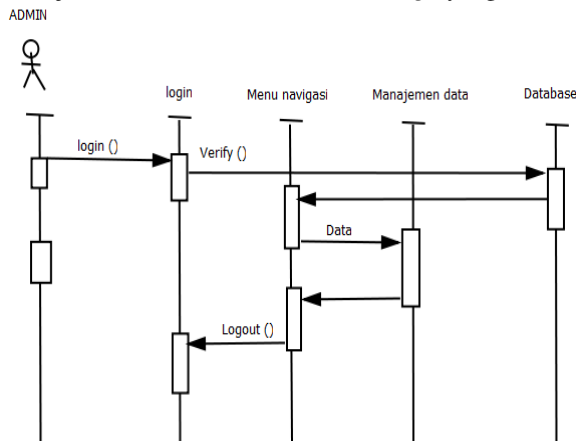 ADMIN
login
Menu navigasi
Manajemen data
Database
login ()
Verify ()
Data
Logout ()